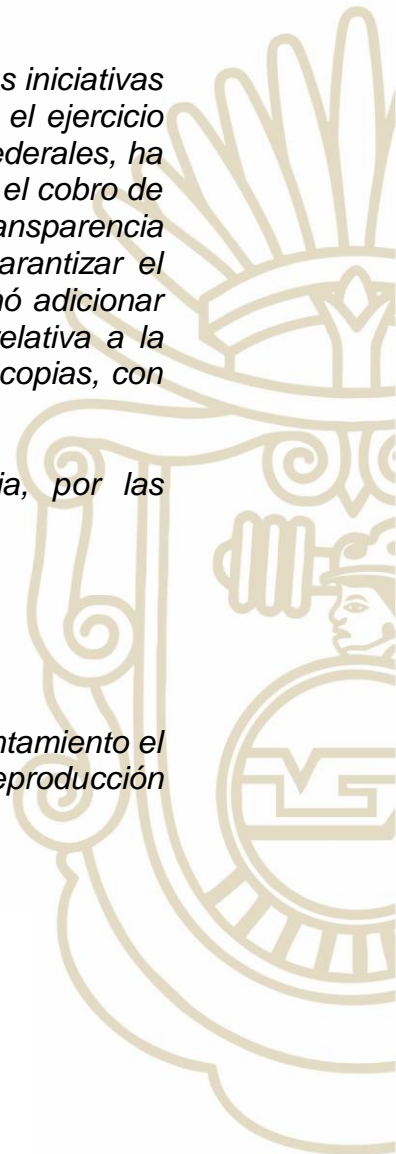 s iniciativas
el ejercicio
ederales, ha
el cobro de
ansparencia
arantizar el
nó adicionar
relativa a la
copias, con
ia, por las
ntamiento el
eproducción